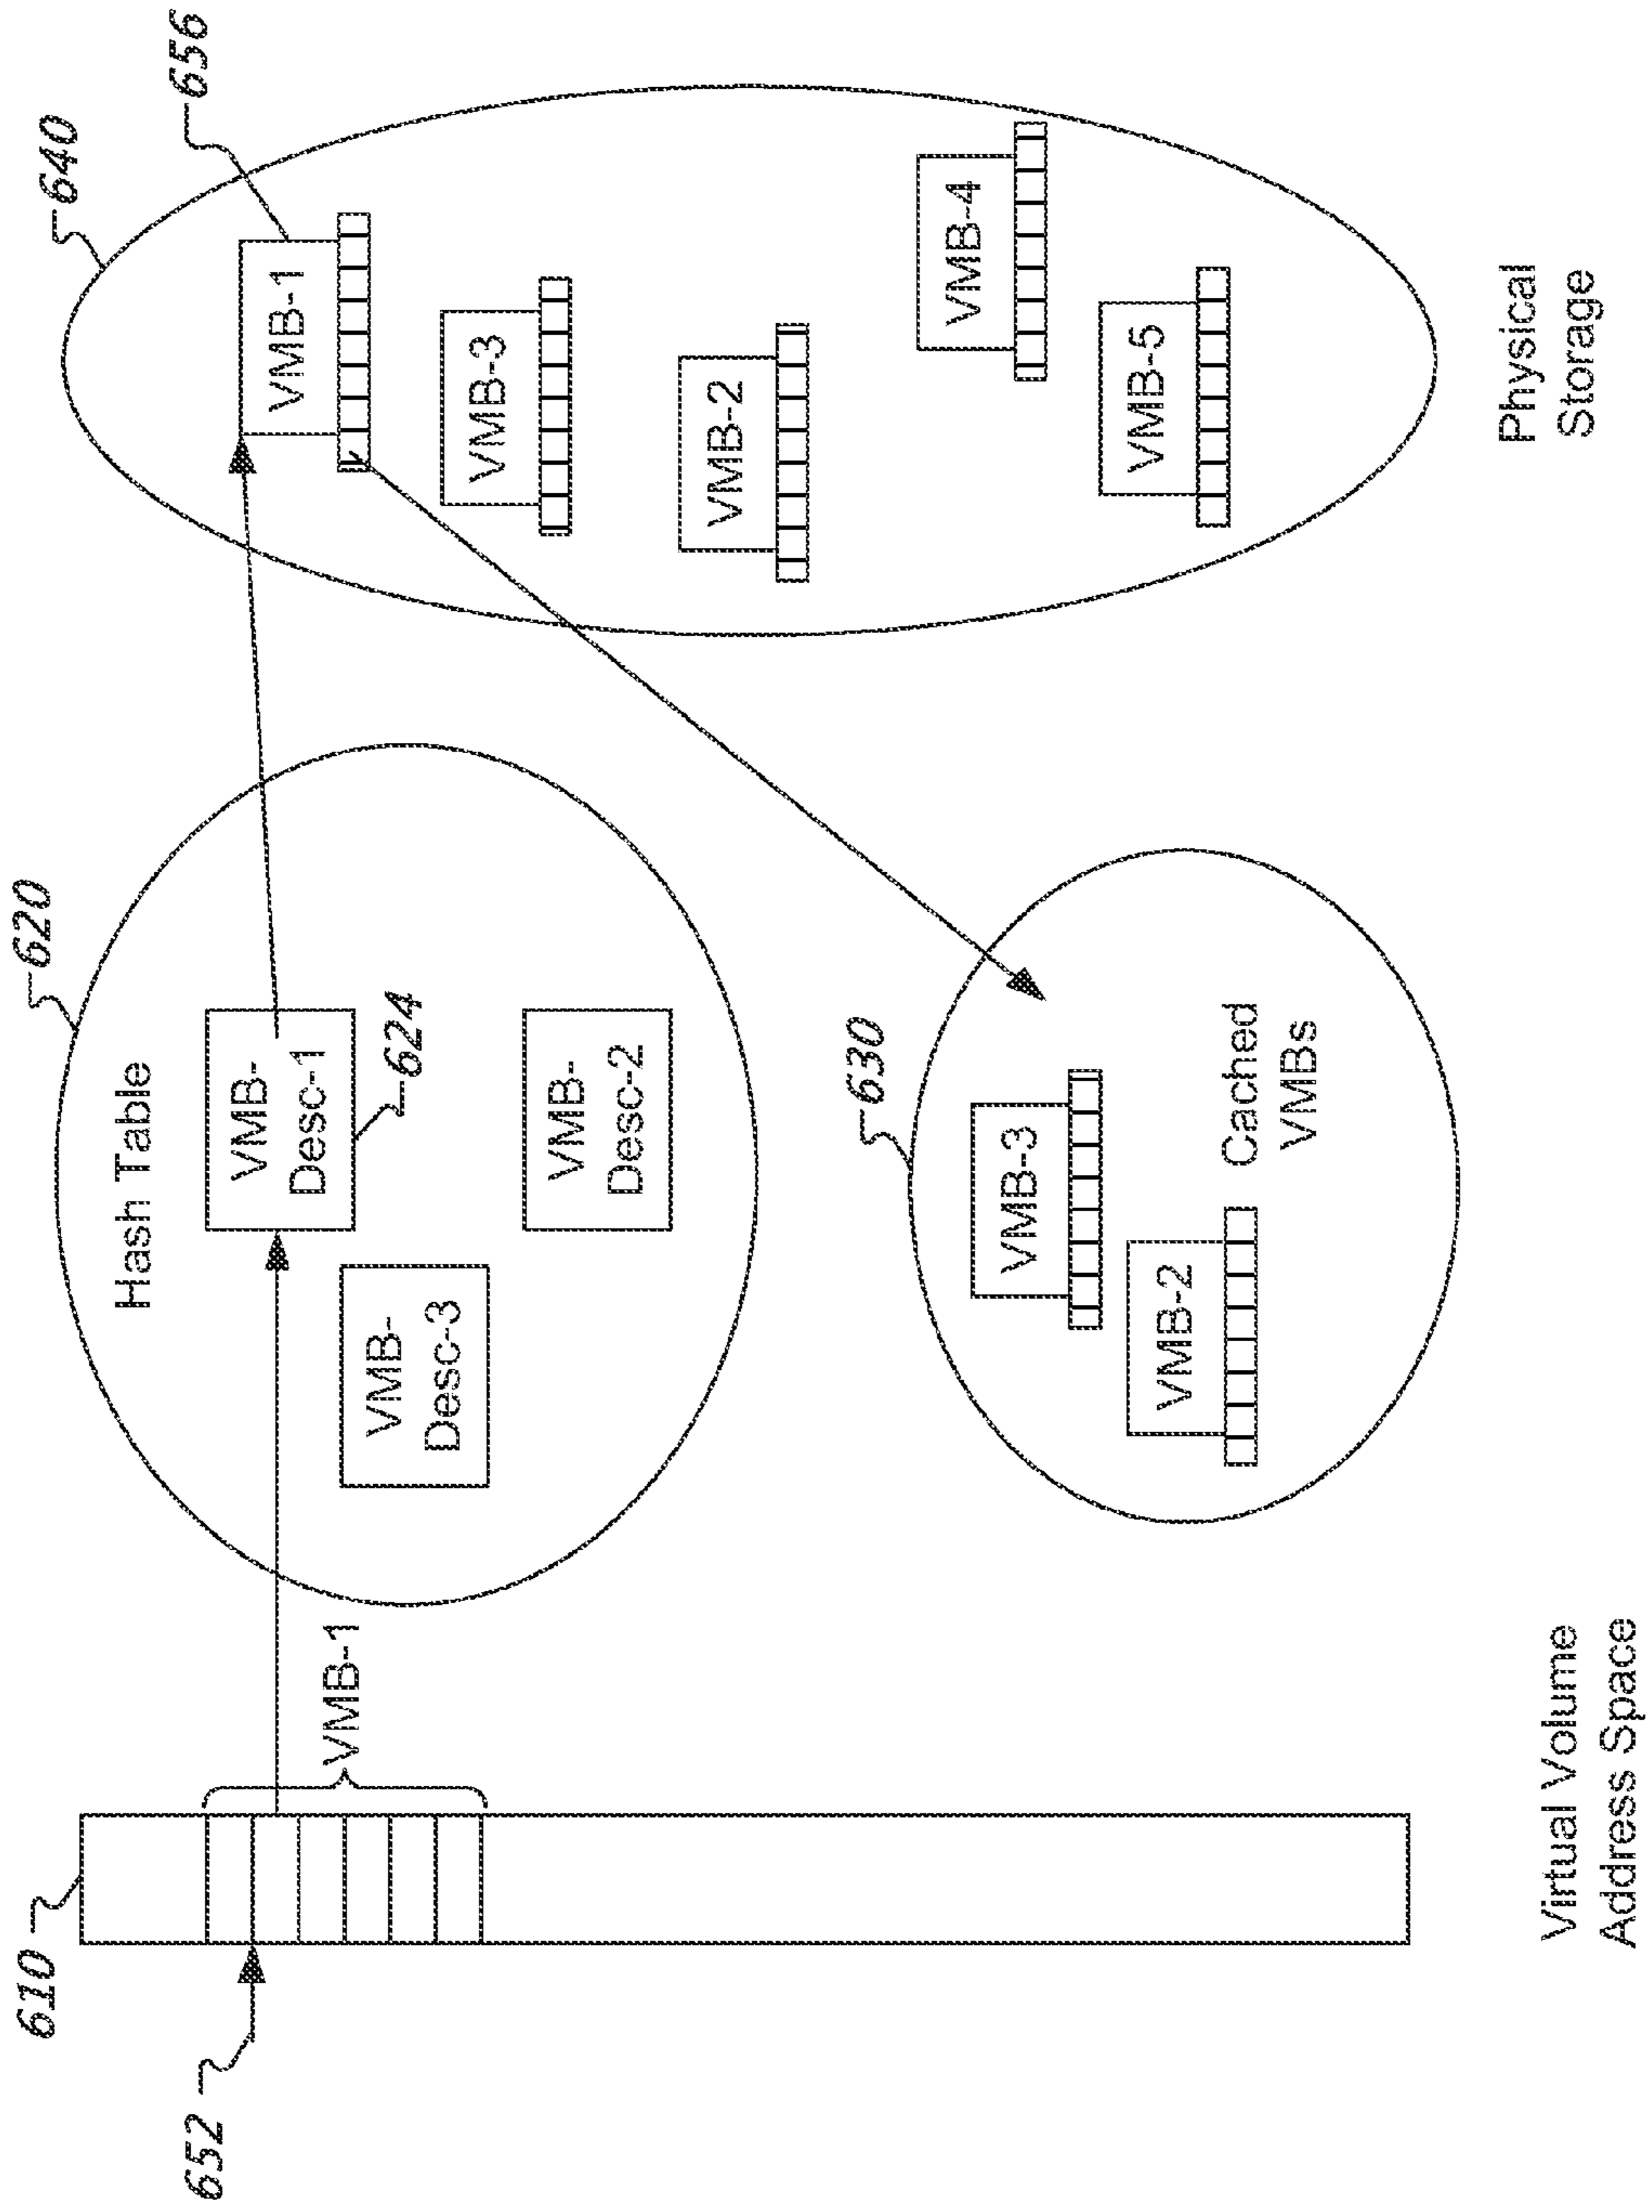 610
652
VMB-1
Virtual Volume
Address Space
620
Hash Table
VMB-
Desc-1
624
VMB-
Desc-3
VMB-
Desc-2
630
VMB-3
VMB-2
Cached
VMBs
640
656
VMB-1
VMB-3
VMB-2
VMB-4
VMB-5
Physical
Storage